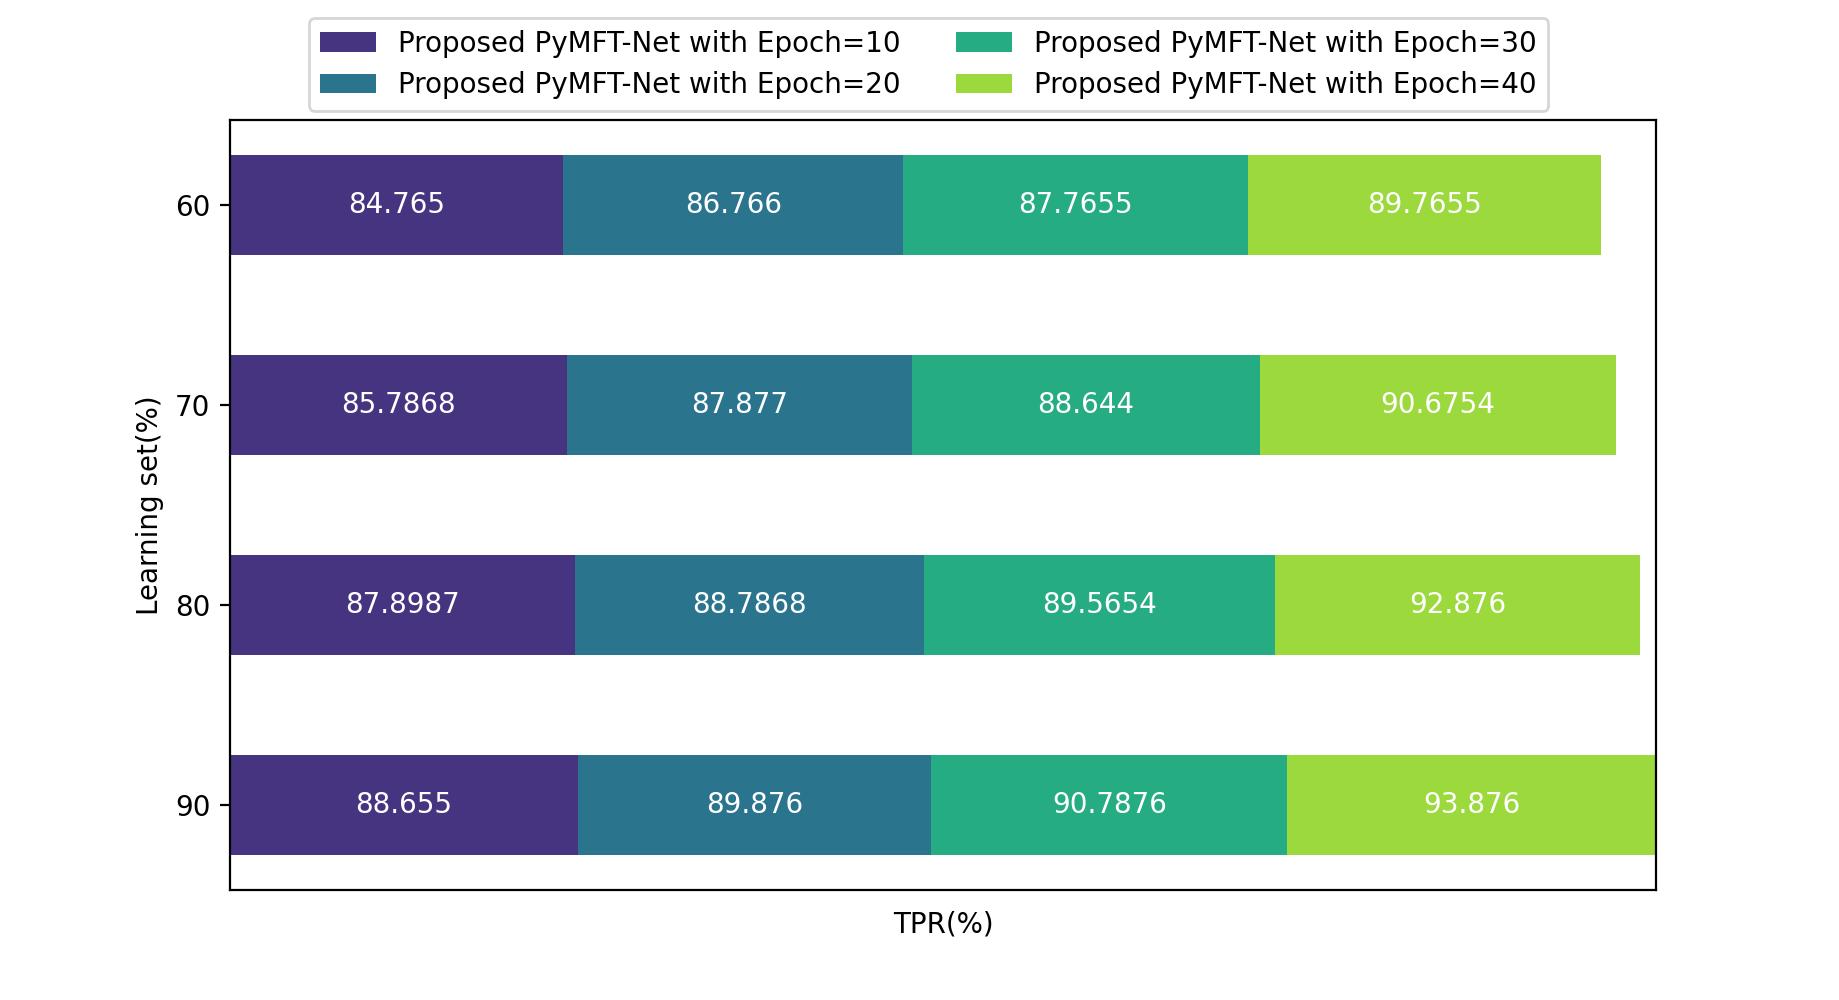 Proposed PyMFT-Net with Epoch=10
Proposed PyMFT-Net with Epoch=20
Proposed PyMFT-Net with Epoch=30
Proposed PyMFT-Net with Epoch=40
Learning set(%)
60
84.765 86.766 87.7655 89.7655
70
85.7868 87.877 88.644 90.6754
80
87.8987 88.7868 89.5654 92.876
90
88.655 89.876 90.7876 93.876
TPR(%)